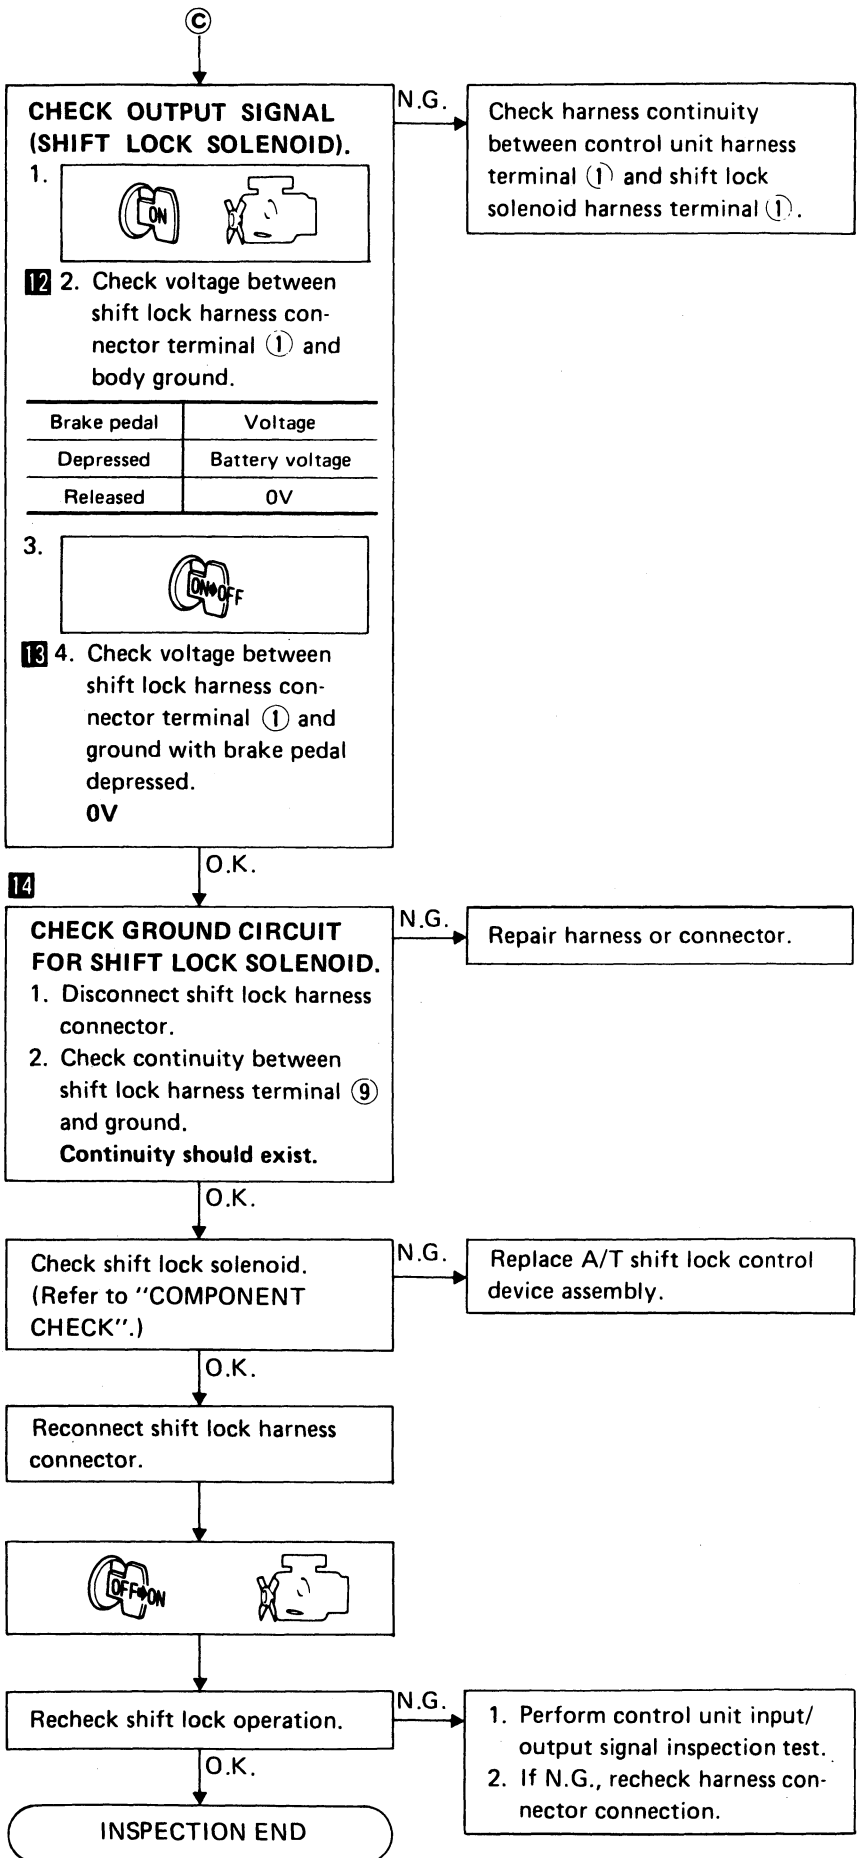 C
CHECK OUTPUT SIGNAL
(SHIFT LOCK SOLENOID).
1.
ON
12 2. Check voltage between
shift lock harness con-
nector terminal ① and
body ground.
Brake pedal Voltage
Depressed Battery voltage
Released 0V
3.
ON➔OFF
13 4. Check voltage between
shift lock harness con-
nector terminal ① and
ground with brake pedal
depressed.
0V
N.G.
Check harness continuity
between control unit harness
terminal ① and shift lock
solenoid harness terminal ①.
O.K.
14
CHECK GROUND CIRCUIT
FOR SHIFT LOCK SOLENOID.
1. Disconnect shift lock harness
connector.
2. Check continuity between
shift lock harness terminal ⑨
and ground.
Continuity should exist.
N.G.
Repair harness or connector.
O.K.
Check shift lock solenoid.
(Refer to "COMPONENT
CHECK".)
N.G.
Replace A/T shift lock control
device assembly.
O.K.
Reconnect shift lock harness
connector.
OFF➔ON
Recheck shift lock operation.
N.G.
1. Perform control unit input/
output signal inspection test.
2. If N.G., recheck harness con-
nector connection.
O.K.
INSPECTION END